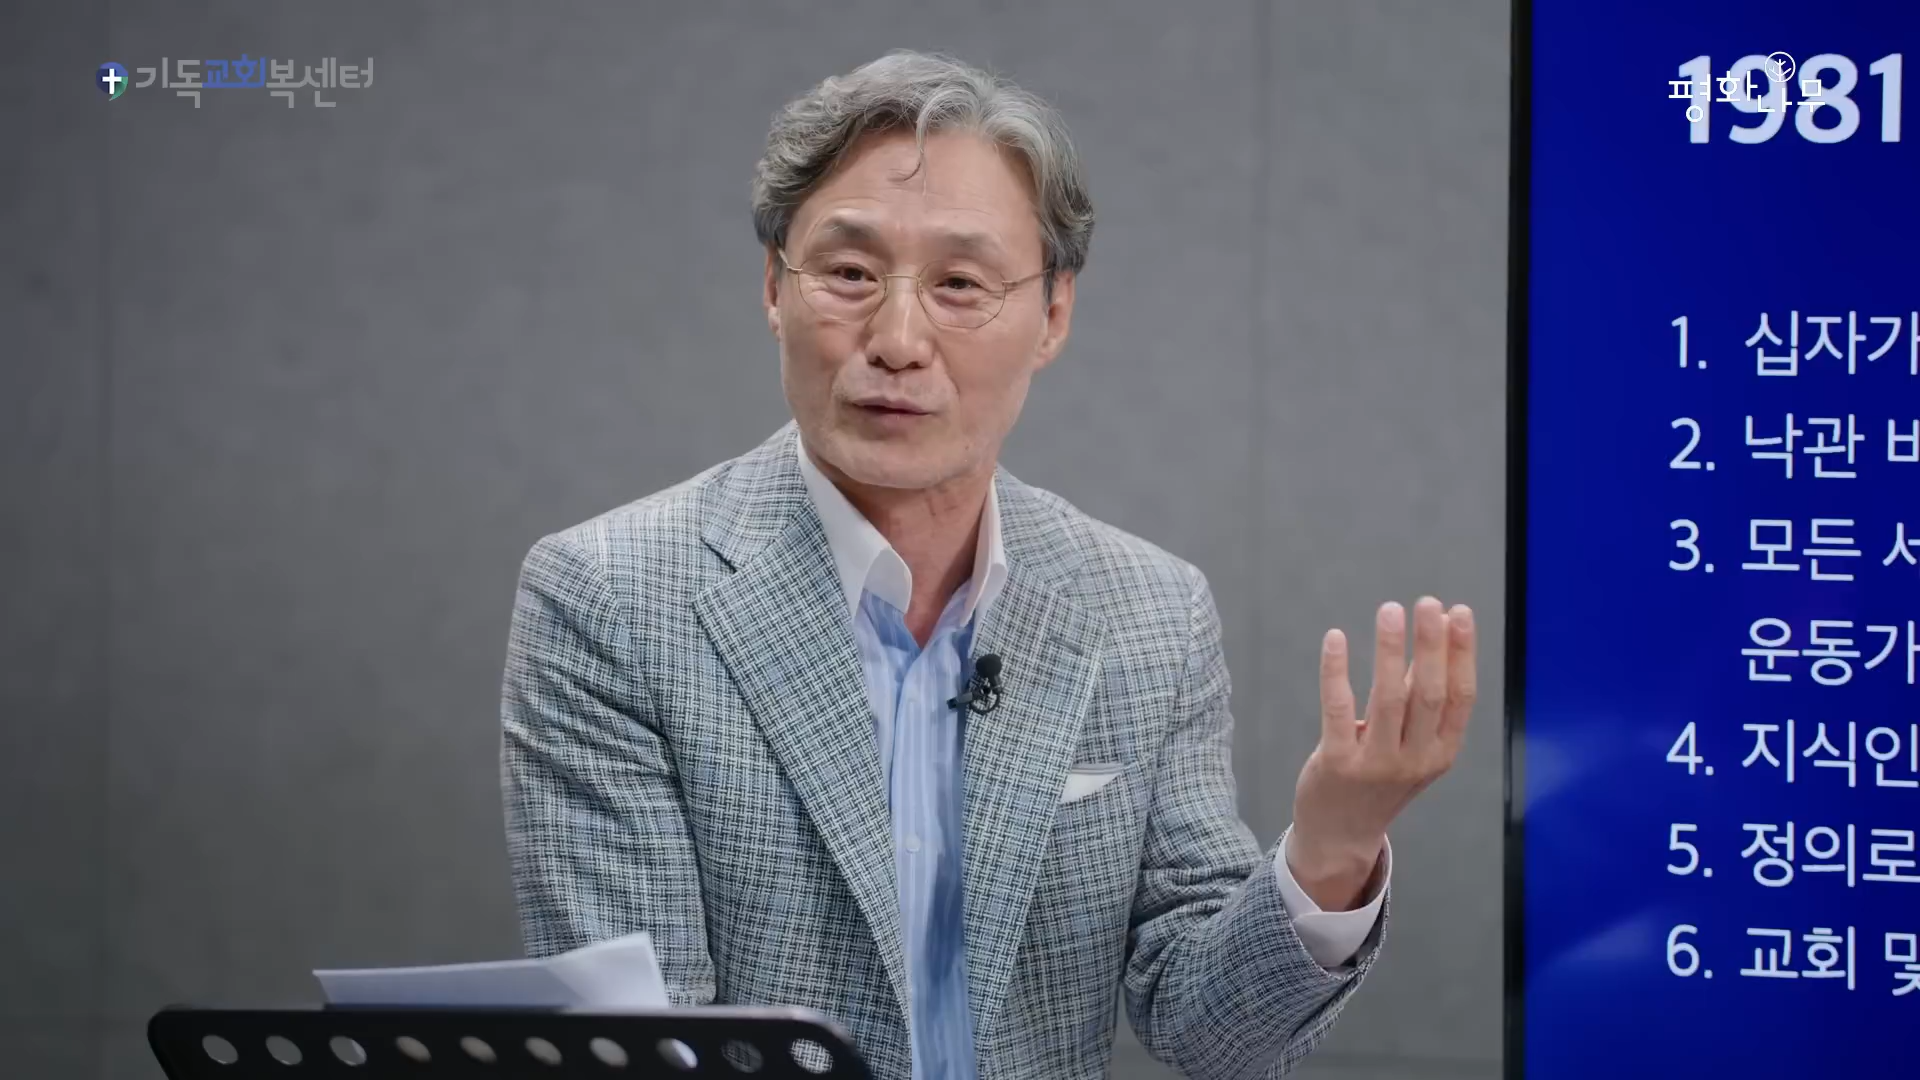 기독교회복센터
1981
평화나무
1. 십자가
2. 낙관
3. 모든
운동가
4. 지식인
5. 정의로
6. 교회 및